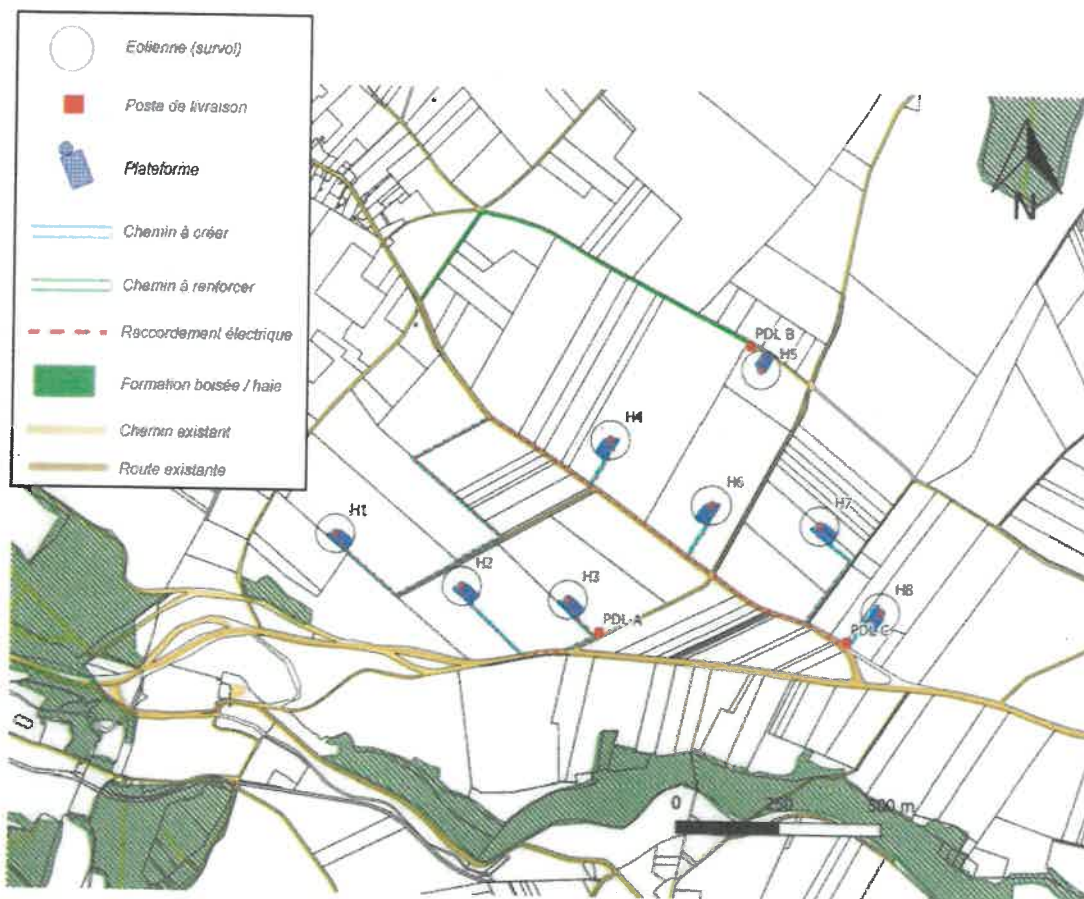 Eolienne (survol)
Poste de livraison
Plateforme
Chemin à créer
Chemin à renforcer
Raccordement électrique
Formation boisée / haie
Chemin existant
Route existante
N
PDL B
H5
H4
H6
H1
H7
H2
H3
H8
PDL A
PDL C
0
0 250 500 m